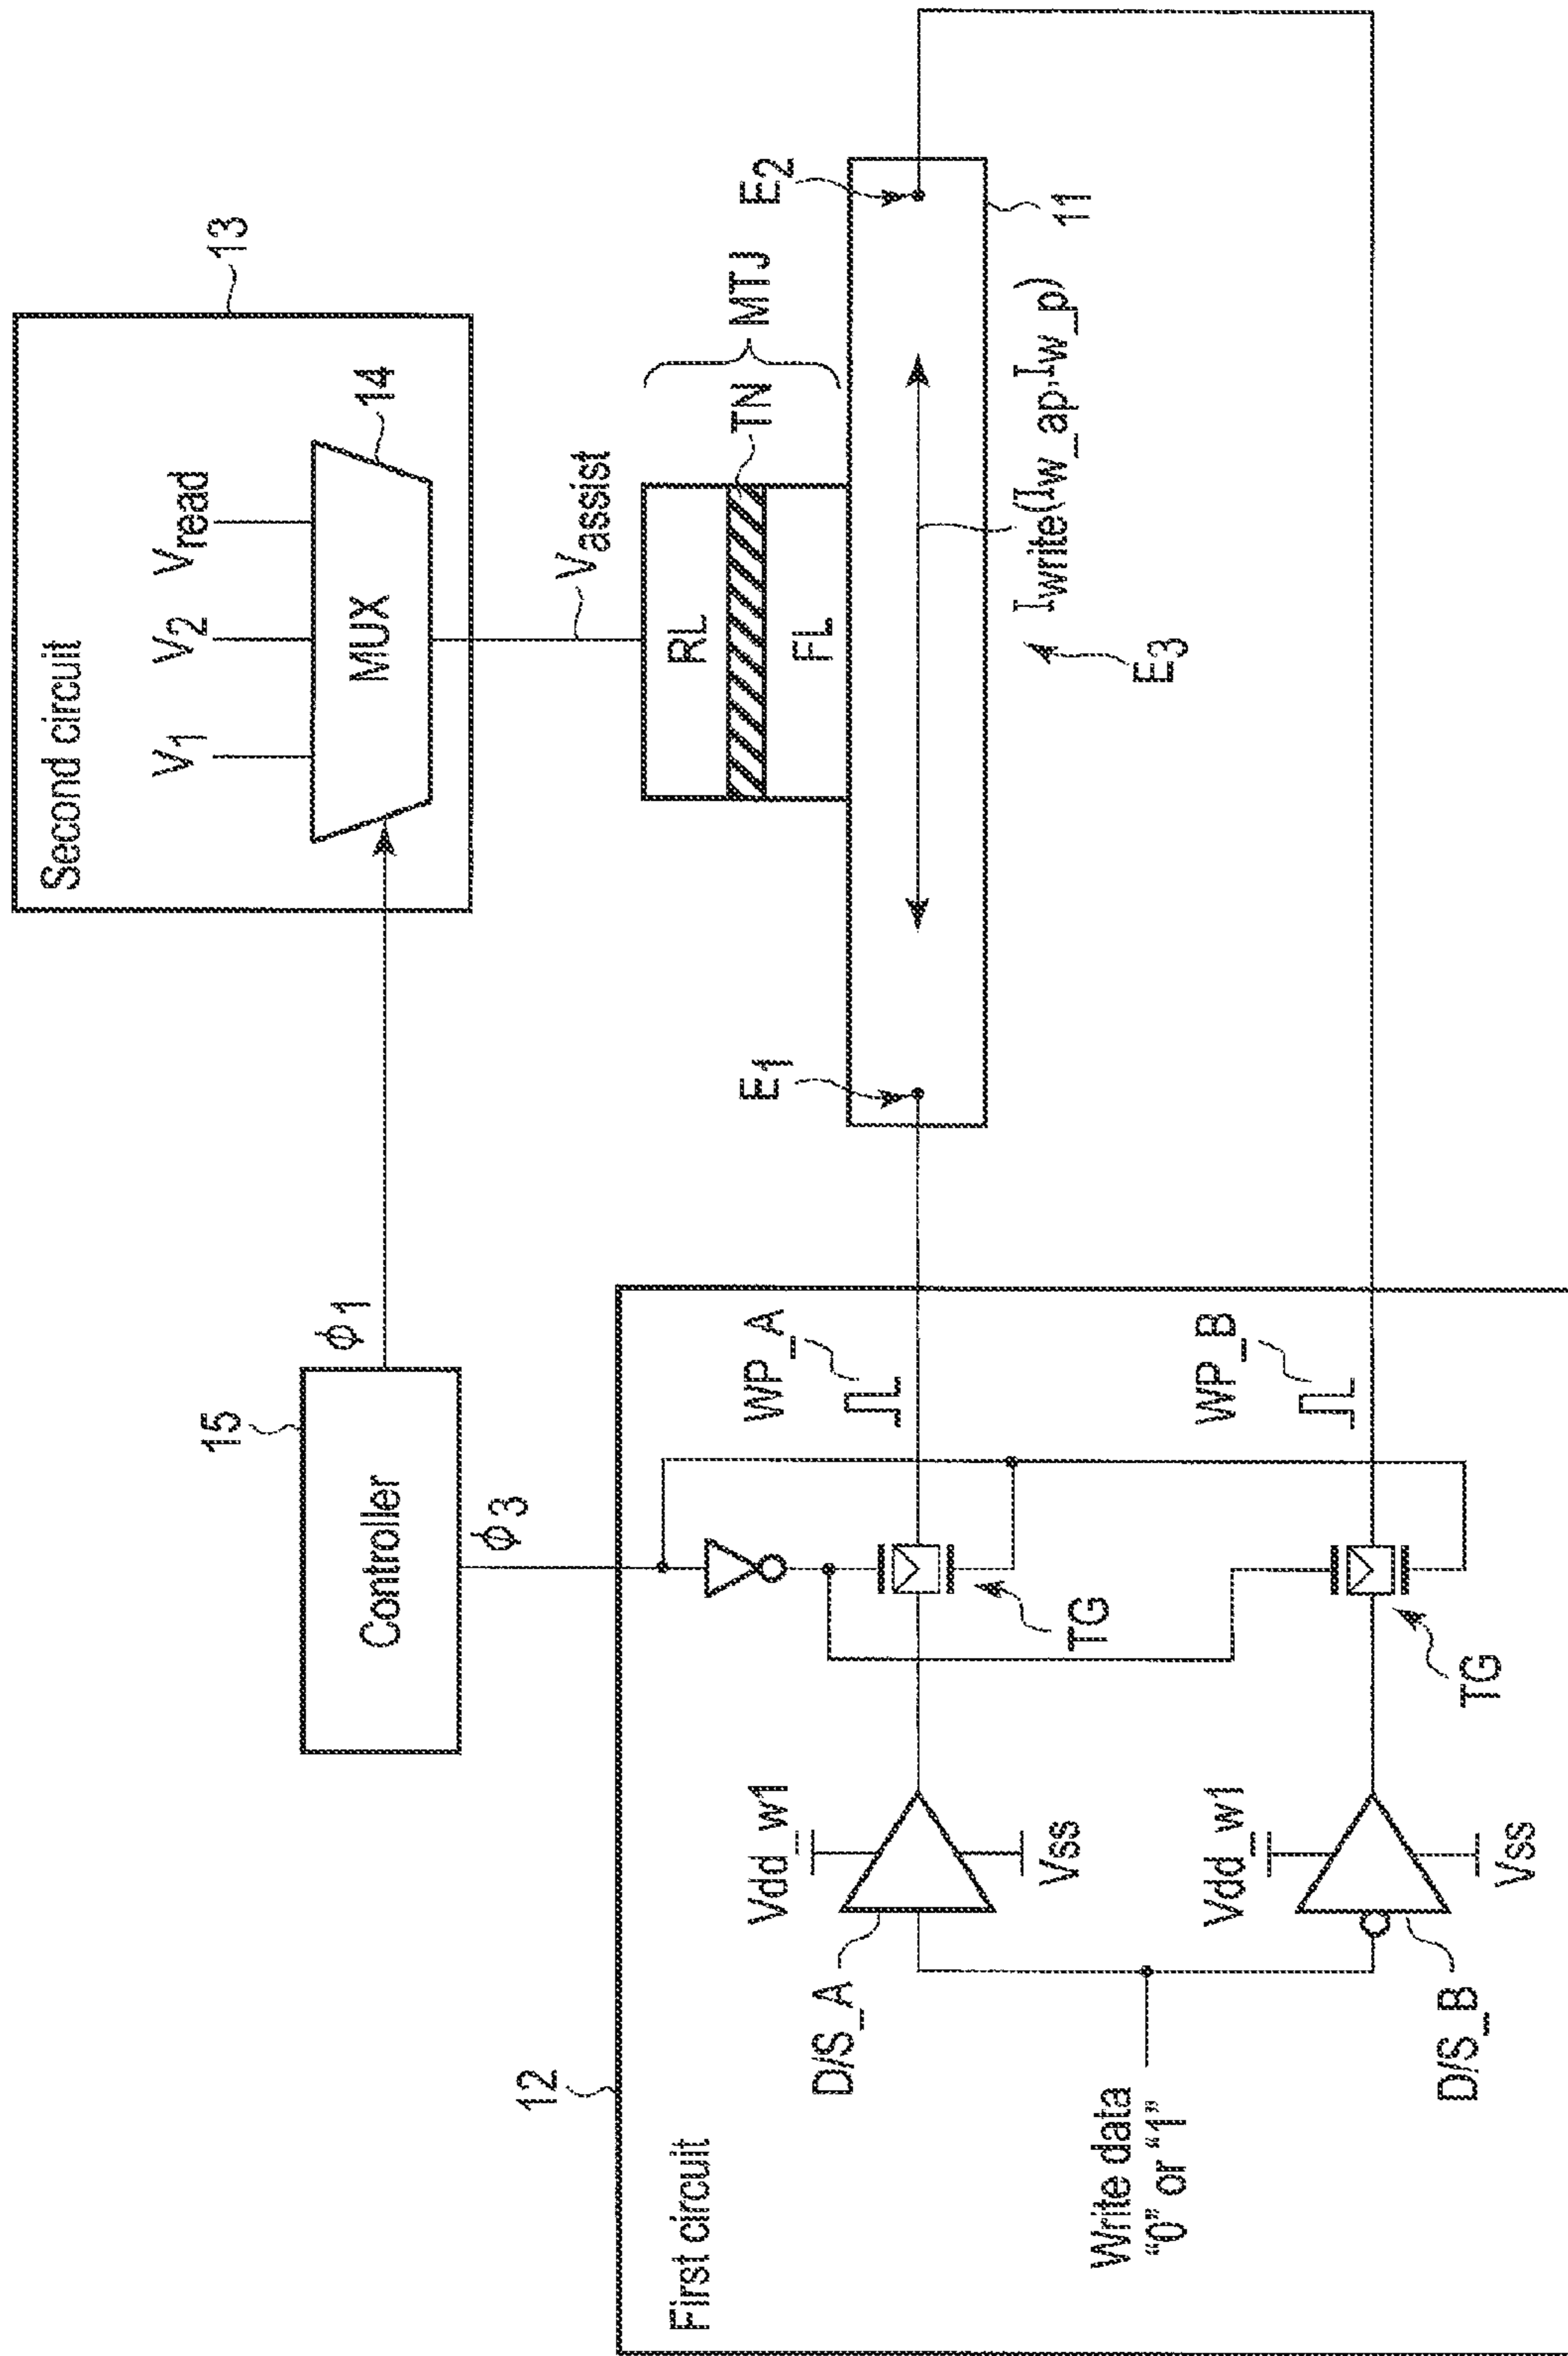 Second circuit
13
V1
V2
Vread
MUX
14
15
Controller
ϕ1
ϕ3
Vassist
RL
TN
FL
MTJ
E1
E2
11
Iwrite(Iw_ap,Iw_p)
E3
12
First circuit
Write data
“0” or “1”
D/S_A
Vdd_w1
Vss
TG
WP_A
D/S_B
Vdd_w1
Vss
TG
WP_B